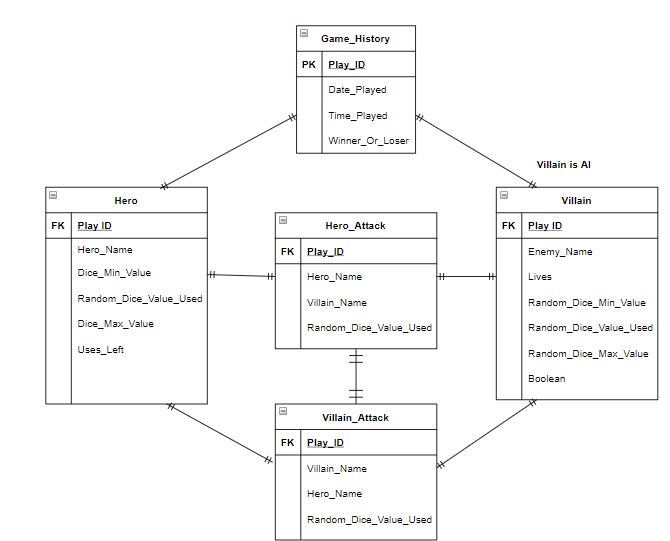 Game_History
PK Play_ID
Date_Played
Time_Played
Winner_Or_Loser
Villain is AI
Hero
FK Play ID
Hero_Name
Dice_Min_Value
Random_Dice_Value_Used
Dice_Max_Value
Uses_Left
Hero_Attack
FK Play_ID
Hero_Name
Villain_Name
Random_Dice_Value_Used
Villain
FK Play ID
Enemy_Name
Lives
Random_Dice_Min_Value
Random_Dice_Value_Used
Random_Dice_Max_Value
Boolean
Villain_Attack
FK Play_ID
Villain_Name
Hero_Name
Random_Dice_Value_Used